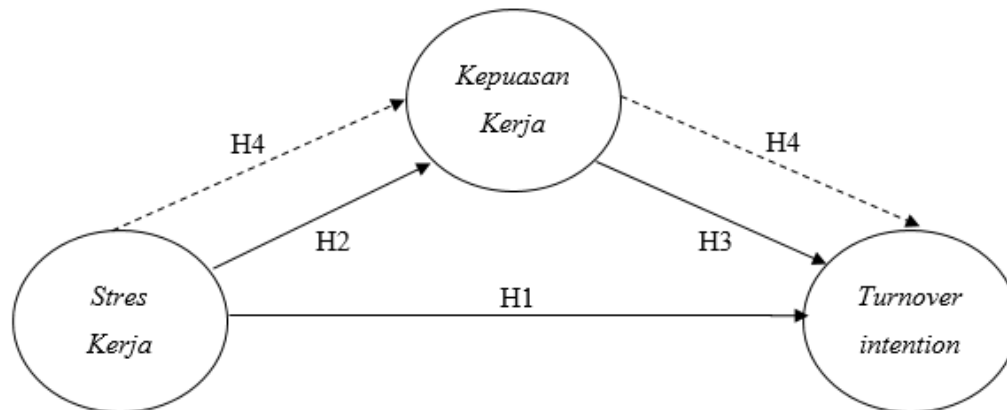 Kepuasan
Kerja
H4
H4
H2
H3
Stres
Kerja
H1
Turnover
intention